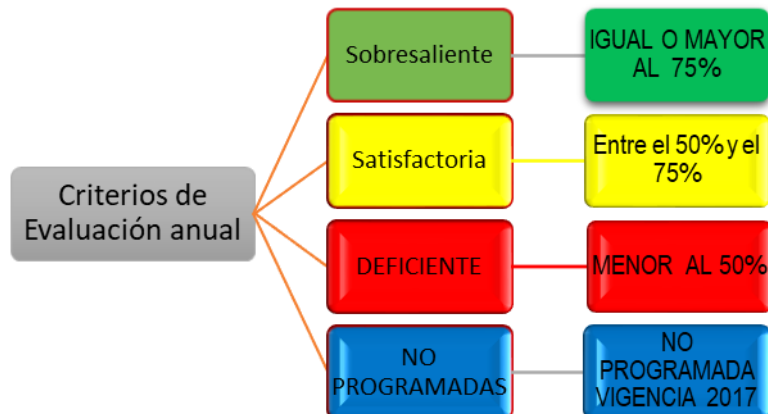 Criterios de
Evaluación anual
Sobresaliente
IGUAL O MAYOR
AL 75%
Satisfactoria
Entre el 50% y el
75%
DEFICIENTE
MENOR AL 50%
NO
PROGRAMADAS
NO
PROGRAMADA
VIGENCIA 2017